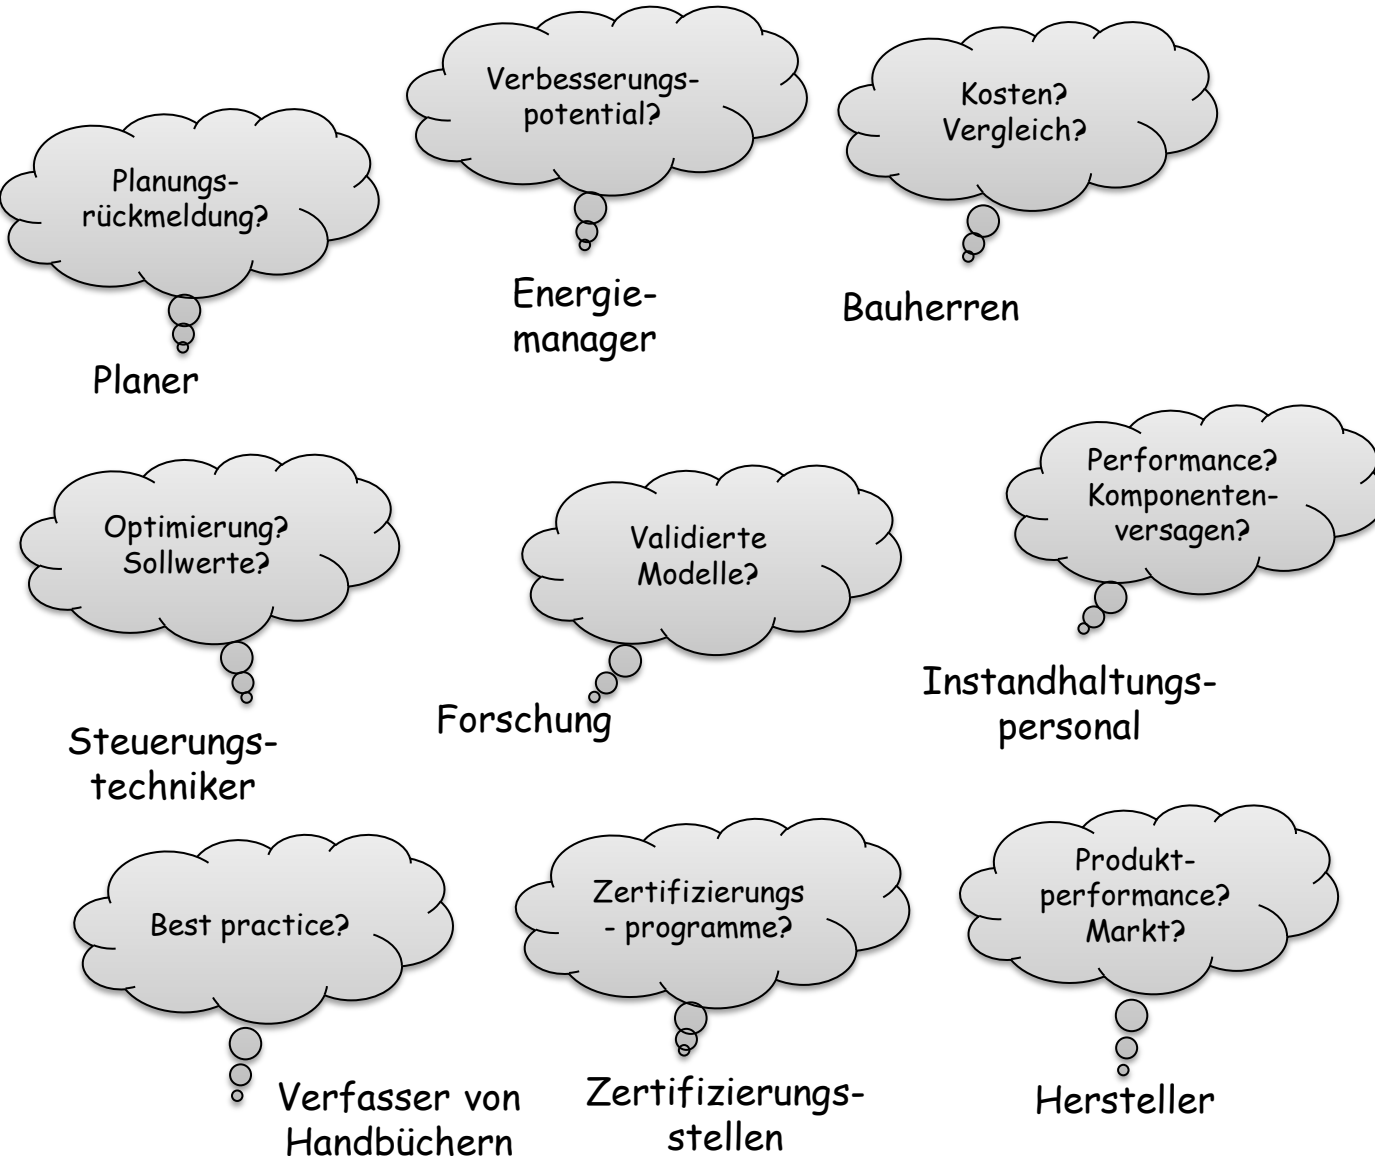 Verbesserungs-
potential?
Energie-
manager
Kosten?
Vergleich?
Bauherren
Planungs-
rückmeldung?
Planer
Optimierung?
Sollwerte?
Steuerungs-
techniker
Validierte
Modelle?
Forschung
Performance?
Komponenten-
versagen?
Instandhaltungs-
personal
Best practice?
Verfasser von
Handbüchern
Zertifizierungs
- programme?
Zertifizierungs-
stellen
Produkt-
performance?
Markt?
Hersteller